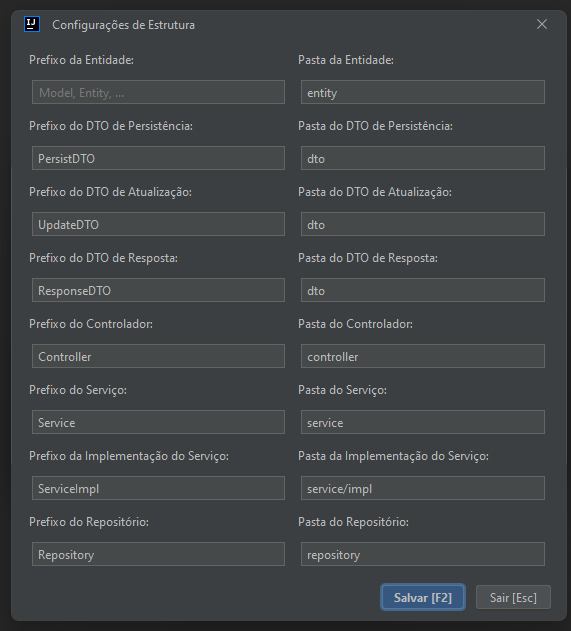 IJ Configurações de Estrutura
Prefixo da Entidade: Pasta da Entidade:
Model, Entity, ... entity
Prefixo do DTO de Persistência: Pasta do DTO de Persistência:
PersistDTO dto
Prefixo do DTO de Atualização: Pasta do DTO de Atualização:
UpdateDTO dto
Prefixo do DTO de Resposta: Pasta do DTO de Resposta:
ResponseDTO dto
Prefixo do Controlador: Pasta do Controlador:
Controller controller
Prefixo do Serviço: Pasta do Serviço:
Service service
Prefixo da Implementação do Serviço: Pasta da Implementação do Serviço:
ServiceImpl service/impl
Prefixo do Repositório: Pasta do Repositório:
Repository repository
Salvar [F2] Sair [Esc]